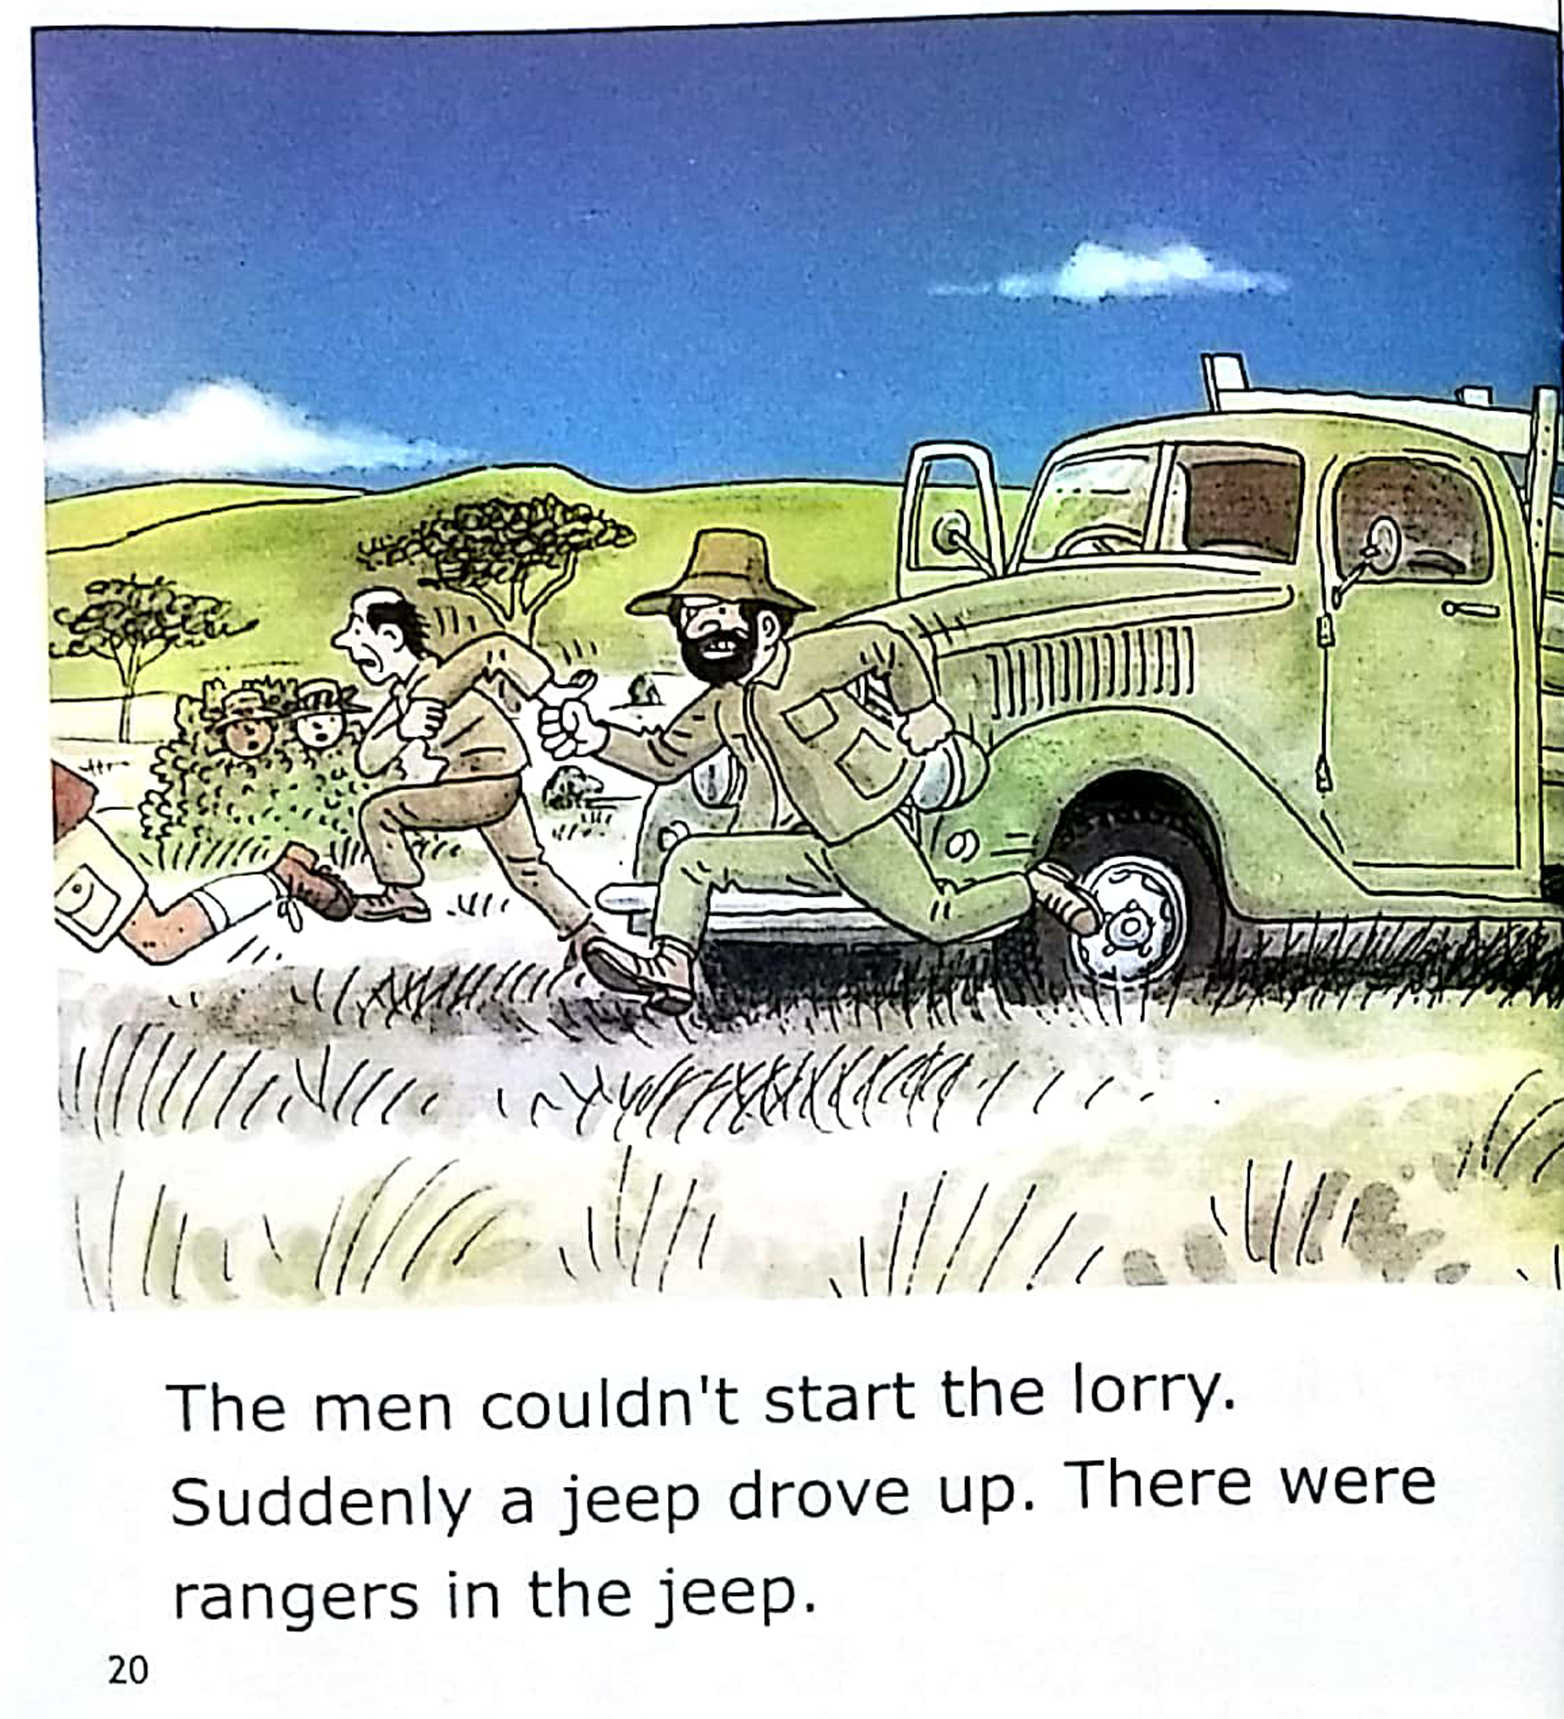 The men couldn't start the lorry.
Suddenly a jeep drove up. There were
rangers in the jeep.
20